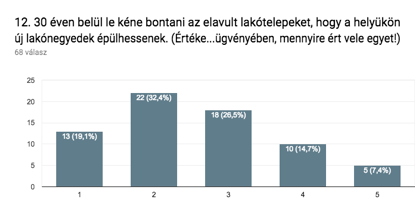 12. 30 éven belül le kéne bontani az elavult lakótelepeket, hogy a helyükön
új lakónegyedek épülhessenek. (Értéke...ügvényében, mennyire ért vele egyet!)
68 válasz
25
20
15
10
5
0
13 (19,1%)
22 (32,4%)
18 (26,5%)
10 (14,7%)
5 (7,4%)
1 2 3 4 5